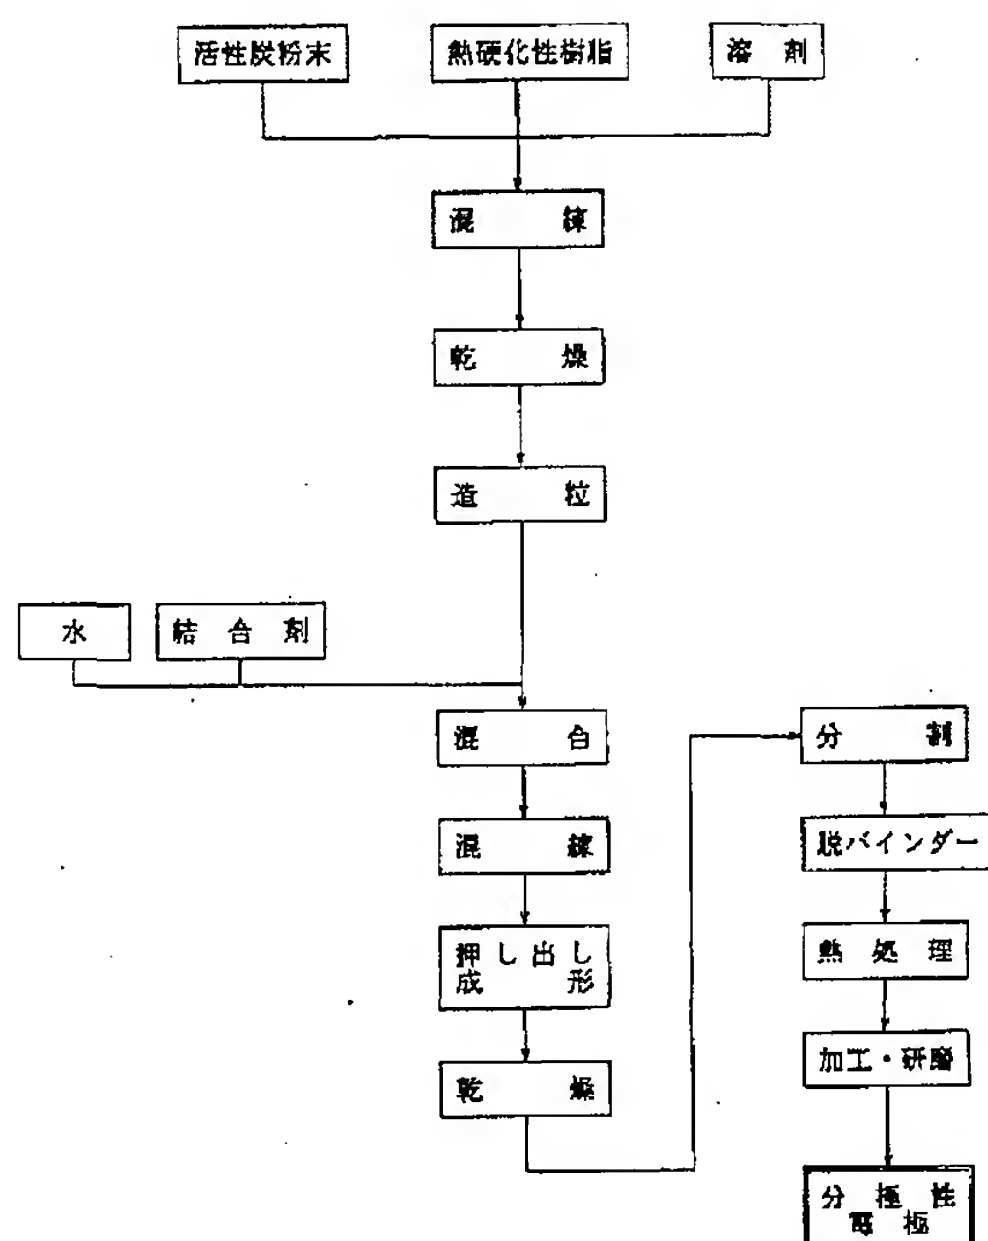 活性炭粉末 熱硬化性樹脂 溶剤
混練
乾燥
造粒
水 結合剤
混合
混練
押し出し
成形
乾燥
分割
脱バインダー
熱処理
加工・研磨
分極性
電極